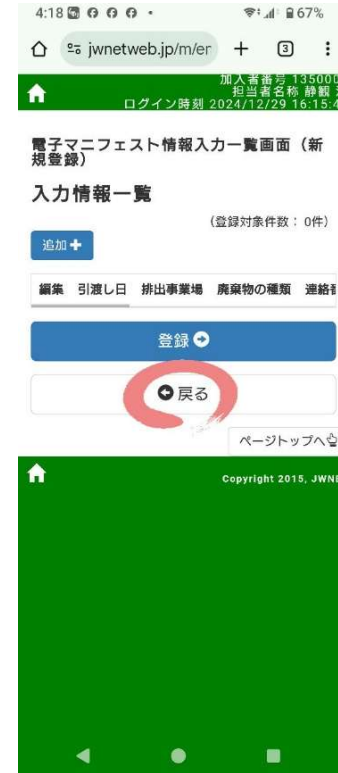 4:18
67%
jwnetweb.jp/m/er
3
加入者番号 135000
担当者名称 静観
ログイン時刻 2024/12/29 16:15:4
電子マニフェスト情報入力一覧画面（新
規登録）
入力情報一覧
（登録対象件数： 0件）
追加
編集 引渡し日 排出事業場 廃棄物の種類 連絡
登録
戻る
ページトップへ
Copyright 2015, JWNE